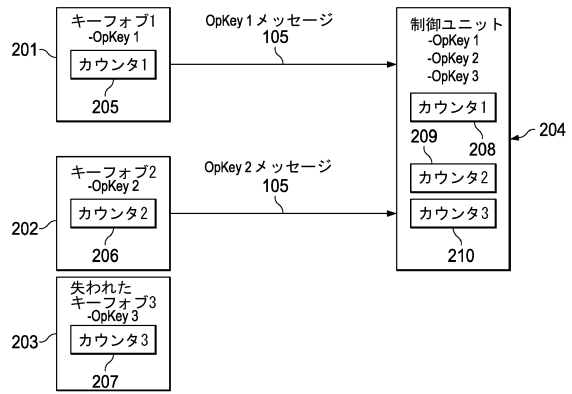 キーフォブ1
-OpKey 1
カウンタ1
201
205
OpKey 1 メッセージ
105
制御ユニット
-OpKey 1
-OpKey 2
-OpKey 3
カウンタ1
208
209
カウンタ2
カウンタ3
210
204
キーフォブ2
-OpKey 2
カウンタ2
202
206
OpKey 2 メッセージ
105
失われた
キーフォブ3
-OpKey 3
カウンタ3
203
207